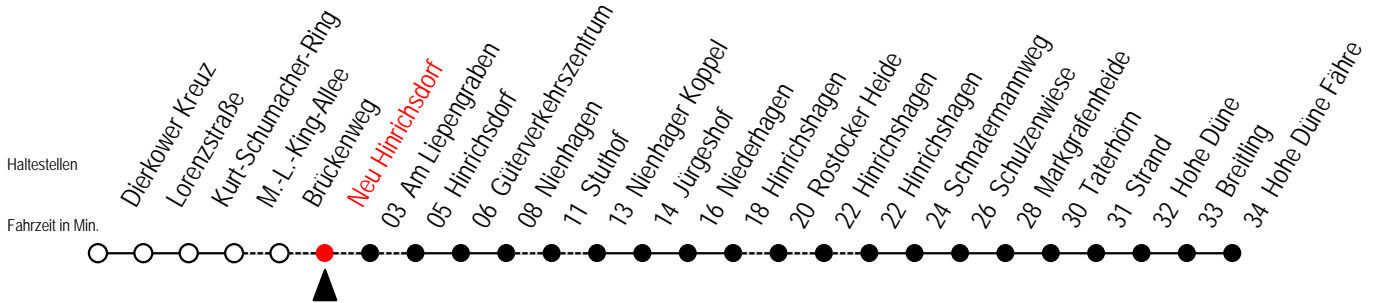 Haltestellen
Dierkower Kreuz
Lorenzstraße
Kurt-Schumacher-Ring
M.-L.-King-Allee
Brückenweg
Neu Hinrichsdorf
03 Am Liepengraben
05 Hinrichsdorf
06 Güterverkehrszentrum
08 Nienhagen
11 Stuthof
13 Nienhager Koppel
14 Jürgeshof
16 Niederhagen
18 Hinrichshagen
20 Rostocker Heide
22 Hinrichshagen
22 Hinrichshagen
24 Schnatermannweg
26 Schulzenwiese
28 Markgrafenheide
30 Taterhörn
31 Strand
32 Hohe Düne
33 Breitling
34 Hohe Düne Fähre
Fahrzeit in Min.